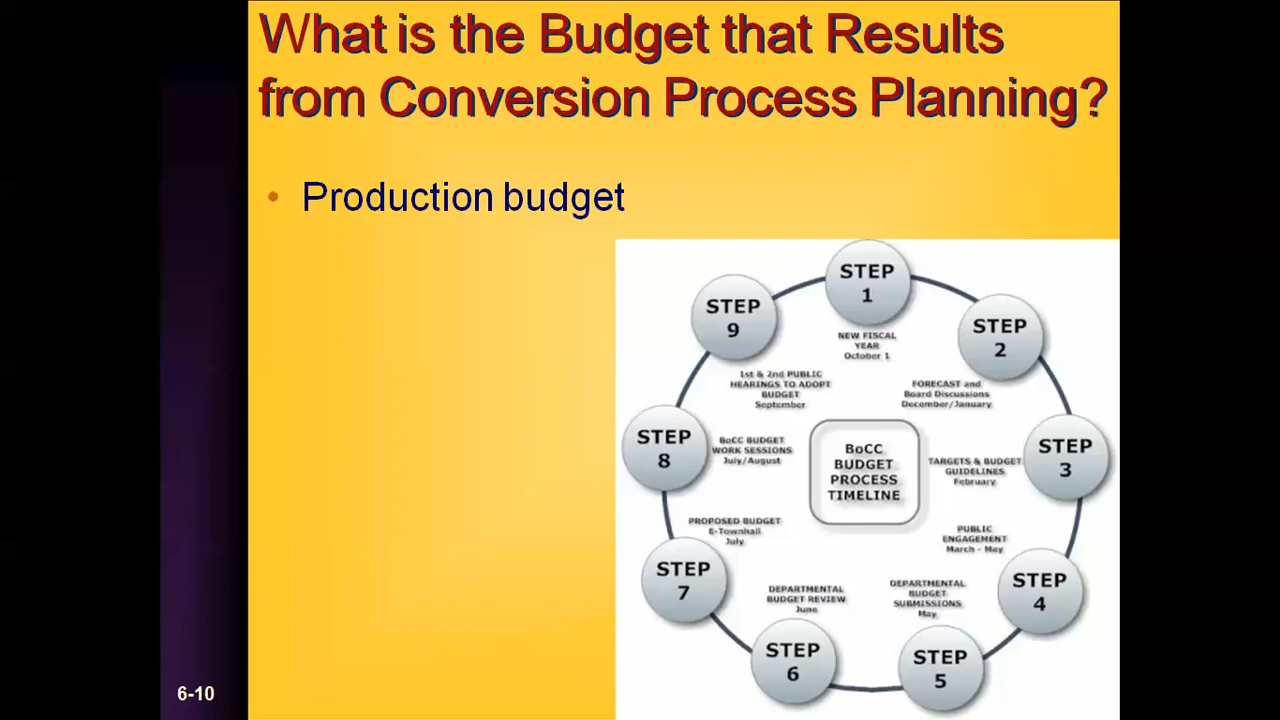 What is the Budget that Results
from Conversion Process Planning?
• Production budget
STEP
1
NEW FISCAL
YEAR
October 1
STEP
2
FORECAST and
Board Discussions
December/January
STEP
3
TARGETS & BUDGET
GUIDELINES
February
STEP
4
PUBLIC
ENGAGEMENT
March - May
STEP
5
DEPARTMENTAL
BUDGET
SUBMISSIONS
May
STEP
6
DEPARTMENTAL
BUDGET REVIEW
June
STEP
7
PROPOSED BUDGET
E-Townhall
July
STEP
8
BoCC BUDGET
WORK SESSIONS
July/August
STEP
9
1st & 2nd PUBLIC
HEARINGS TO ADOPT
BUDGET
September
BoCC
BUDGET
PROCESS
TIMELINE
6-10